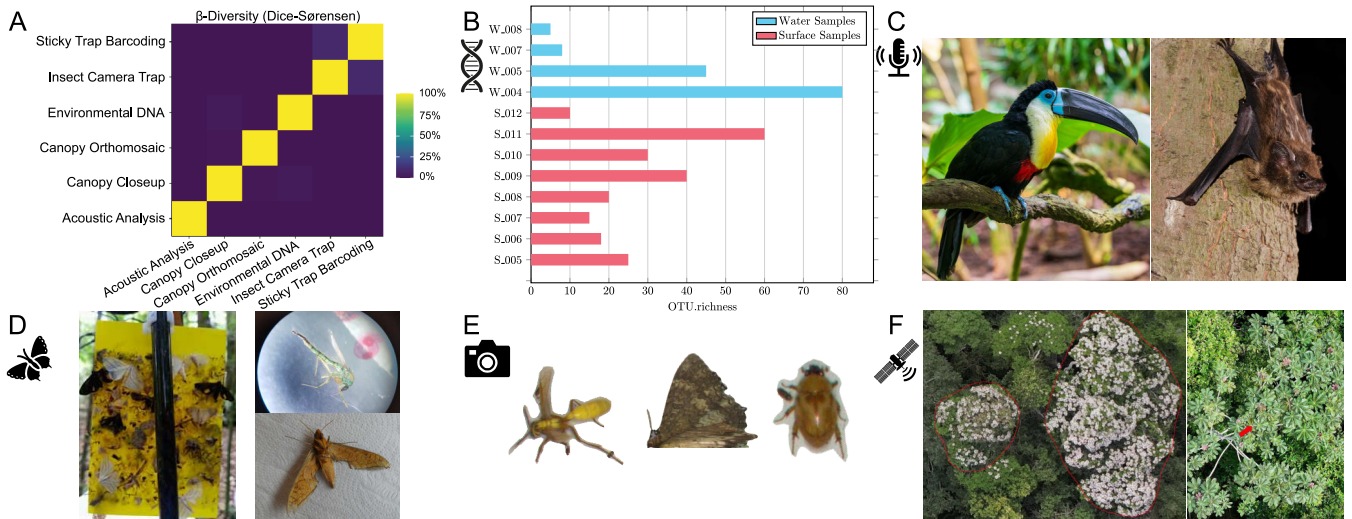 A
β-Diversity (Dice-Sørensen)
Sticky Trap Barcoding
Insect Camera Trap
Environmental DNA
Canopy Orthomosaic
Canopy Closeup
Acoustic Analysis
100%
75%
50%
25%
0%
Acoustic Analysis
Canopy Closeup
Canopy Orthomosaic
Environmental DNA
Insect Camera Trap
Sticky Trap Barcoding
B
Water Samples
Surface Samples
W_008
W_007
W_005
W_004
S_012
S_011
S_010
S_009
S_008
S_007
S_006
S_005
0 10 20 30 40 50 60 70 80
OTU.richness
C
D
E
F